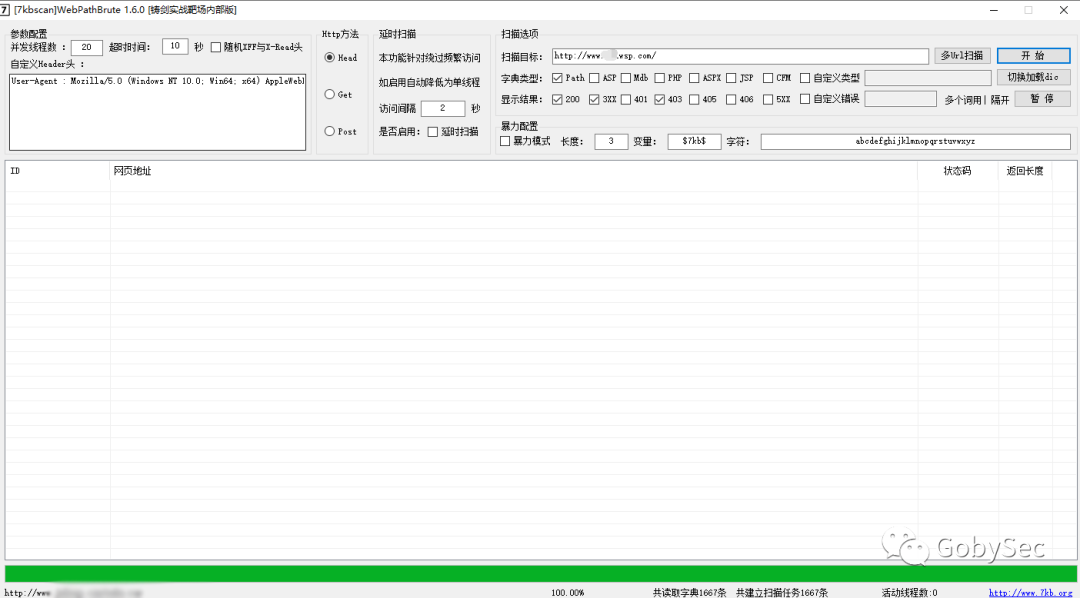 [7kbscan]WebPathBrute 1.6.0 [铸剑实战靶场内部版]
参数配置
并发线程数 : 20 超时时间: 10 秒 随机XFF与X-Read头
自定义Header头 :
User-Agent : Mozilla/5.0 (Windows NT 10.0; Win64; x64) AppleWebl
Http方法
Head
Get
Post
延时扫描
本功能针对绕过频繁访问
如启用自动降低为单线程
访问间隔 2 秒
是否启用: 延时扫描
扫描选项
扫描目标: http://www. .wsp.com/ 多Url扫描 开 始
字典类型: Path ASP Mdb PHP ASPX JSP CFM 自定义类型 切换加载dic
显示结果: 200 3XX 401 403 405 406 5XX 自定义错误 多个词用| 隔开 暂 停
暴力配置
暴力模式 长度: 3 变量: $7kb$ 字符: abcdefghijklmnopqrstuvwxyz
ID 网页地址 状态码 返回长度
GobySec
http://www 100.00% 共读取字典1667条 共建立扫描任务1667条 活动线程数:0 http://www.7kb.org